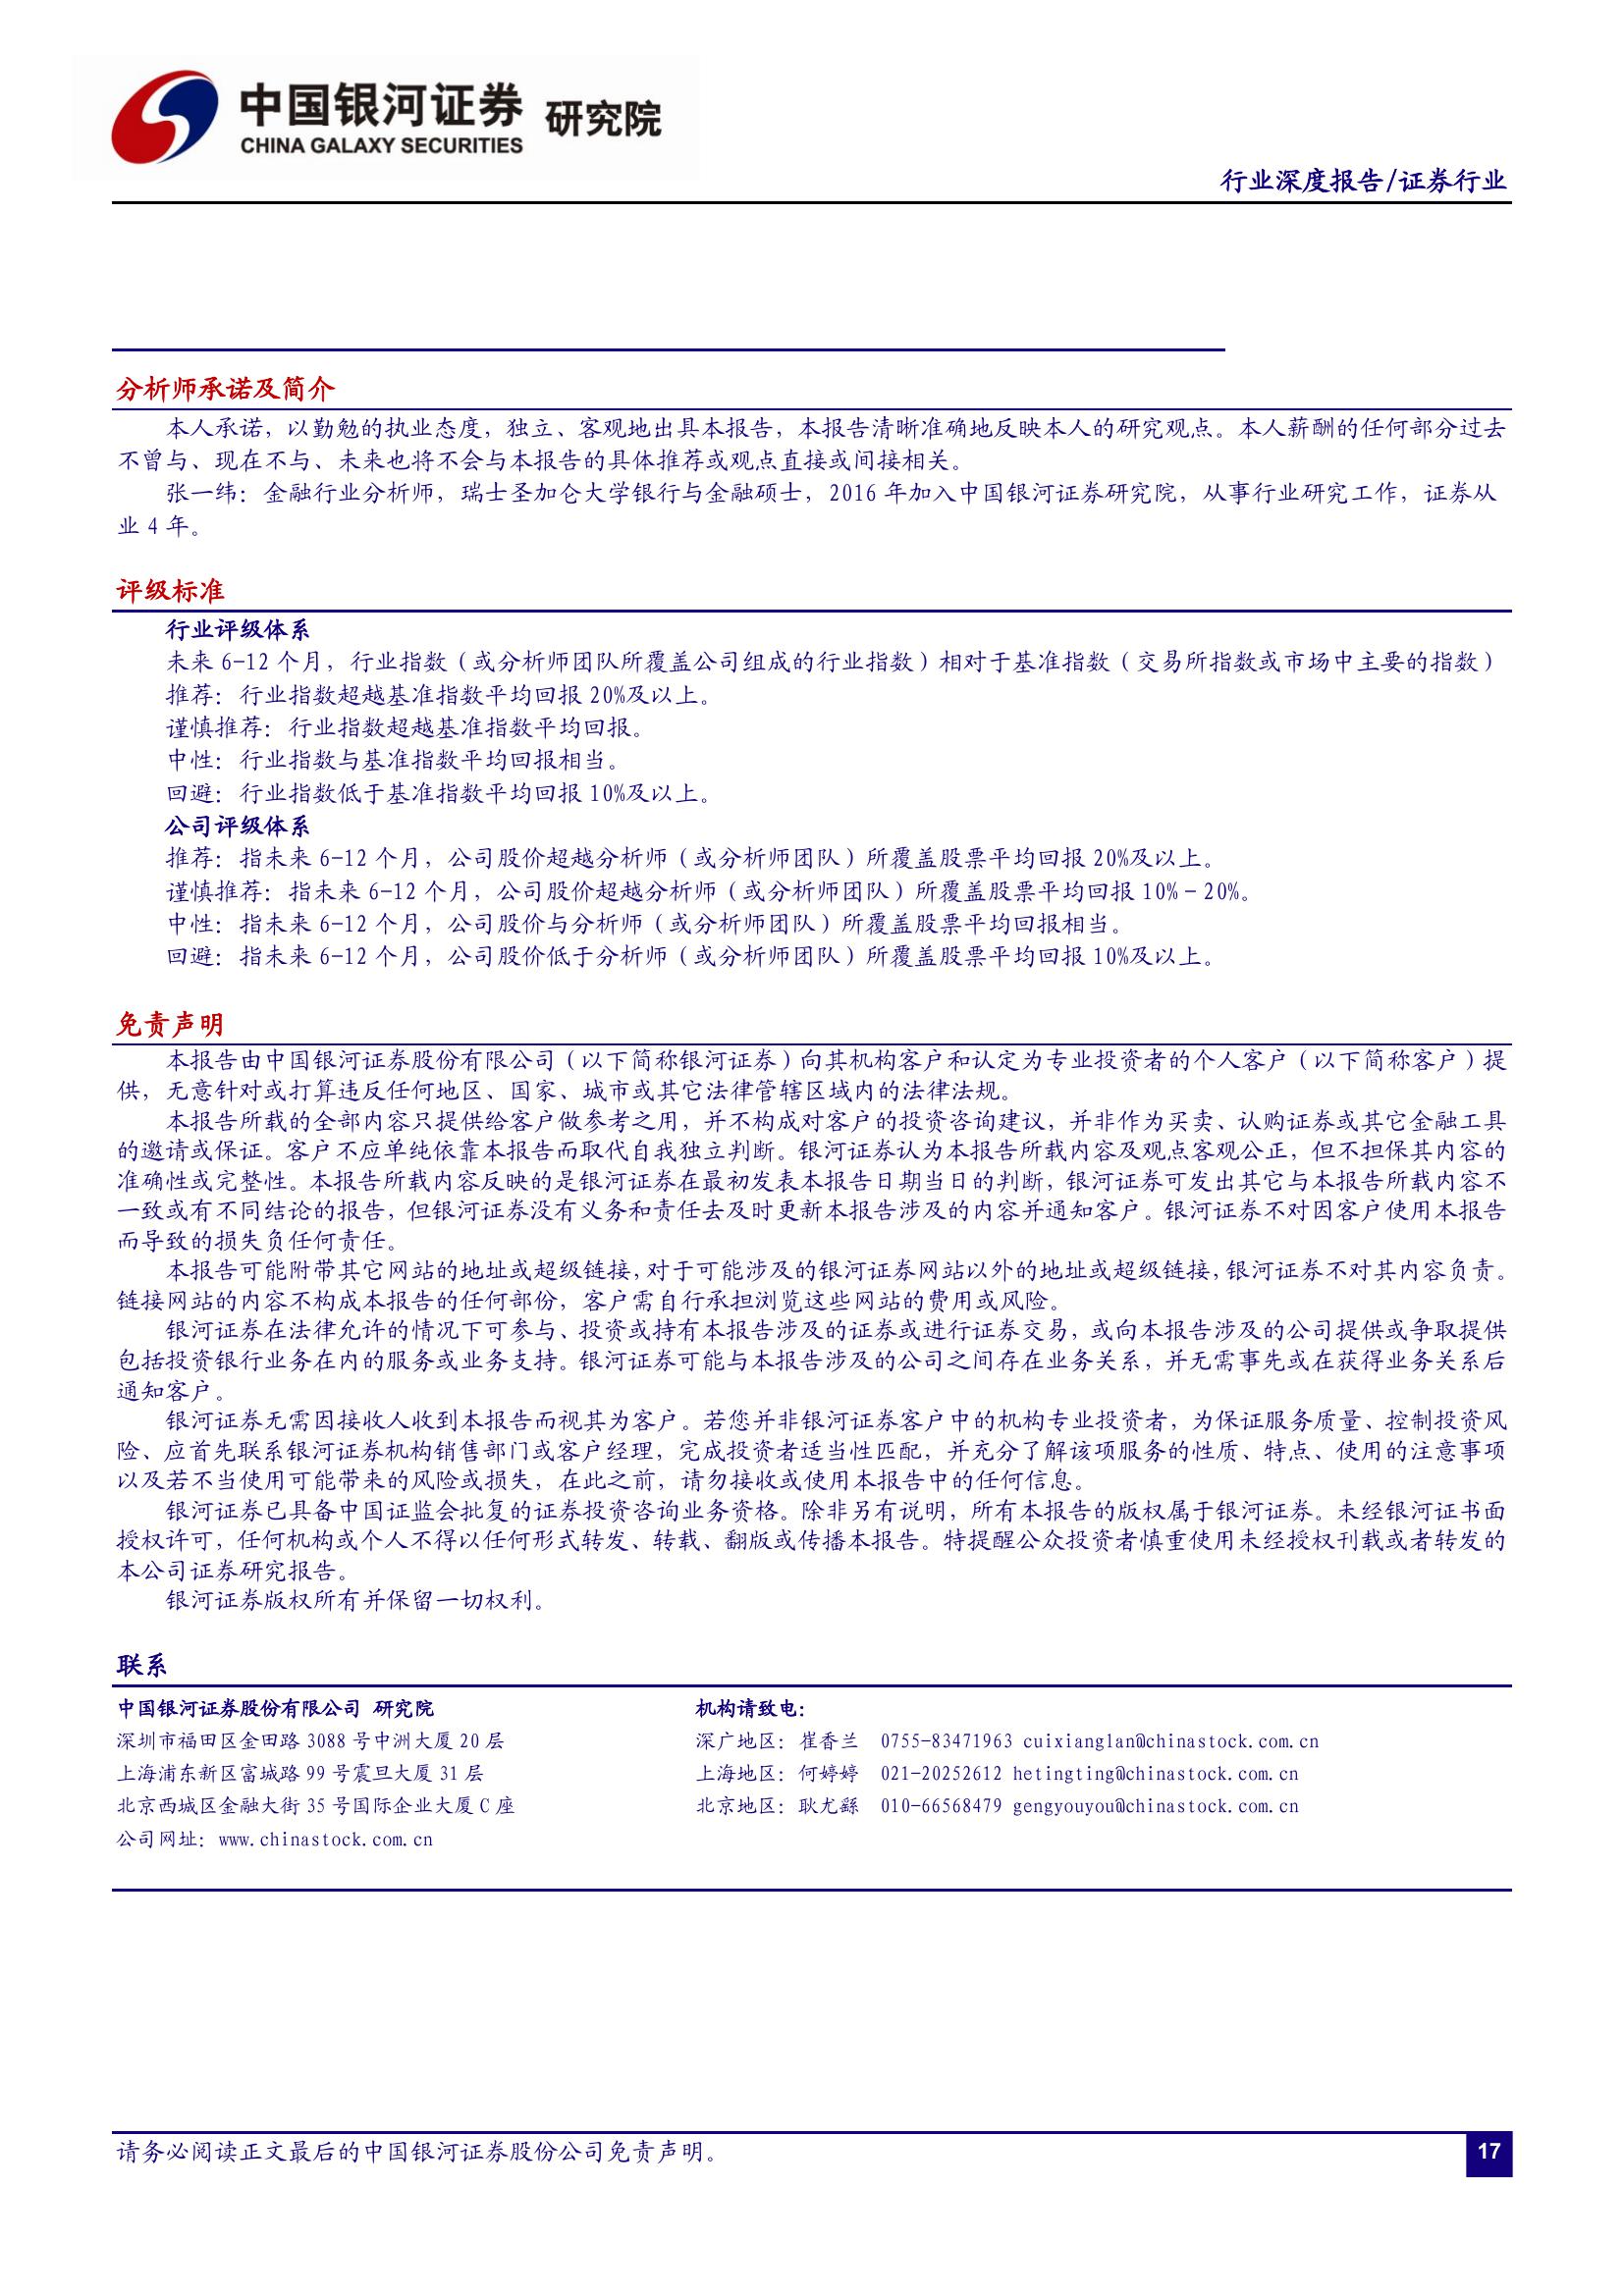 中国银河证券 研究院
CHINA GALAXY SECURITIES
行业深度报告/证券行业
分析师承诺及简介
本人承诺，以勤勉的执业态度，独立、客观地出具本报告，本报告清晰准确地反映本人的研究观点。本人薪酬的任何部分过去
不曾与、现在不与、未来也将不会与本报告的具体推荐或观点直接或间接相关。
张一纬：金融行业分析师，瑞士圣加仑大学银行与金融硕士，2016 年加入中国银河证券研究院，从事行业研究工作，证券从
业 4 年。
评级标准
行业评级体系
未来 6-12 个月，行业指数（或分析师团队所覆盖公司组成的行业指数）相对于基准指数（交易所指数或市场中主要的指数）
推荐：行业指数超越基准指数平均回报 20%及以上。
谨慎推荐：行业指数超越基准指数平均回报。
中性：行业指数与基准指数平均回报相当。
回避：行业指数低于基准指数平均回报 10%及以上。
公司评级体系
推荐：指未来 6-12 个月，公司股价超越分析师（或分析师团队）所覆盖股票平均回报 20%及以上。
谨慎推荐：指未来 6-12 个月，公司股价超越分析师（或分析师团队）所覆盖股票平均回报 10%－20%。
中性：指未来 6-12 个月，公司股价与分析师（或分析师团队）所覆盖股票平均回报相当。
回避：指未来 6-12 个月，公司股价低于分析师（或分析师团队）所覆盖股票平均回报 10%及以上。
免责声明
本报告由中国银河证券股份有限公司（以下简称银河证券）向其机构客户和认定为专业投资者的个人客户（以下简称客户）提
供，无意针对或打算违反任何地区、国家、城市或其它法律管辖区域内的法律法规。
本报告所载的全部内容只提供给客户做参考之用，并不构成对客户的投资咨询建议，并非作为买卖、认购证券或其它金融工具
的邀请或保证。客户不应单纯依靠本报告而取代自我独立判断。银河证券认为本报告所载内容及观点客观公正，但不担保其内容的
准确性或完整性。本报告所载内容反映的是银河证券在最初发表本报告日期当日的判断，银河证券可发出其它与本报告所载内容不
一致或有不同结论的报告，但银河证券没有义务和责任去及时更新本报告涉及的内容并通知客户。银河证券不对因客户使用本报告
而导致的损失负任何责任。
本报告可能附带其它网站的地址或超级链接，对于可能涉及的银河证券网站以外的地址或超级链接，银河证券不对其内容负责。
链接网站的内容不构成本报告的任何部份，客户需自行承担浏览这些网站的费用或风险。
银河证券在法律允许的情况下可参与、投资或持有本报告涉及的证券或进行证券交易，或向本报告涉及的公司提供或争取提供
包括投资银行业务在内的服务或业务支持。银河证券可能与本报告涉及的公司之间存在业务关系，并无需事先或在获得业务关系后
通知客户。
银河证券无需因接收人收到本报告而视其为客户。若您并非银河证券客户中的机构专业投资者，为保证服务质量、控制投资风
险、应首先联系银河证券机构销售部门或客户经理，完成投资者适当性匹配，并充分了解该项服务的性质、特点、使用的注意事项
以及若不当使用可能带来的风险或损失，在此之前，请勿接收或使用本报告中的任何信息。
银河证券已具备中国证监会批复的证券投资咨询业务资格。除非另有说明，所有本报告的版权属于银河证券。未经银河证书面
授权许可，任何机构或个人不得以任何形式转发、转载、翻版或传播本报告。特提醒公众投资者慎重使用未经授权刊载或者转发的
本公司证券研究报告。
银河证券版权所有并保留一切权利。
联系
中国银河证券股份有限公司 研究院 机构请致电：
深圳市福田区金田路 3088 号中洲大厦 20 层 深广地区：崔香兰 0755-83471963 cuixianglan@chinastock.com.cn
上海浦东新区富城路 99 号震旦大厦 31 层 上海地区：何婷婷 021-20252612 hetingting@chinastock.com.cn
北京西城区金融大街 35 号国际企业大厦 C 座 北京地区：耿尤繇 010-66568479 gengyouyou@chinastock.com.cn
公司网址：www.chinastock.com.cn
请务必阅读正文最后的中国银河证券股份公司免责声明。
17